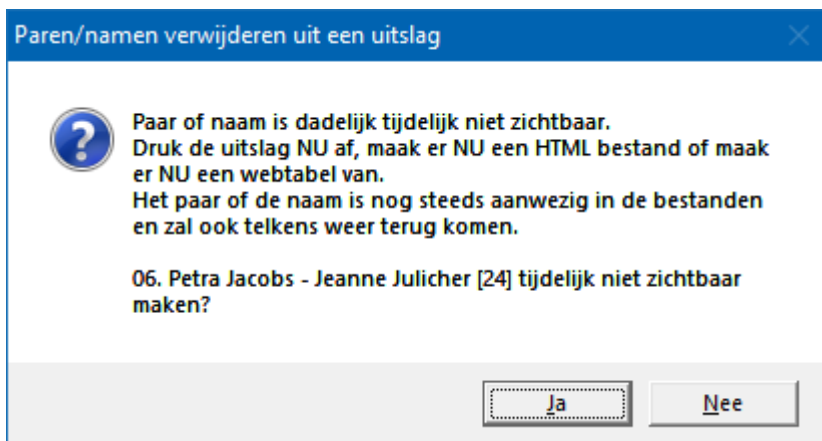 Paren/namen verwijderen uit een uitslag
Paar of naam is dadelijk tijdelijk niet zichtbaar.
Druk de uitslag NU af, maak er NU een HTML bestand of maak
er NU een webtabel van.
Het paar of de naam is nog steeds aanwezig in de bestanden
en zal ook telkens weer terug komen.
06. Petra Jacobs - Jeanne Julicher [24] tijdelijk niet zichtbaar
maken?
Ja
Nee